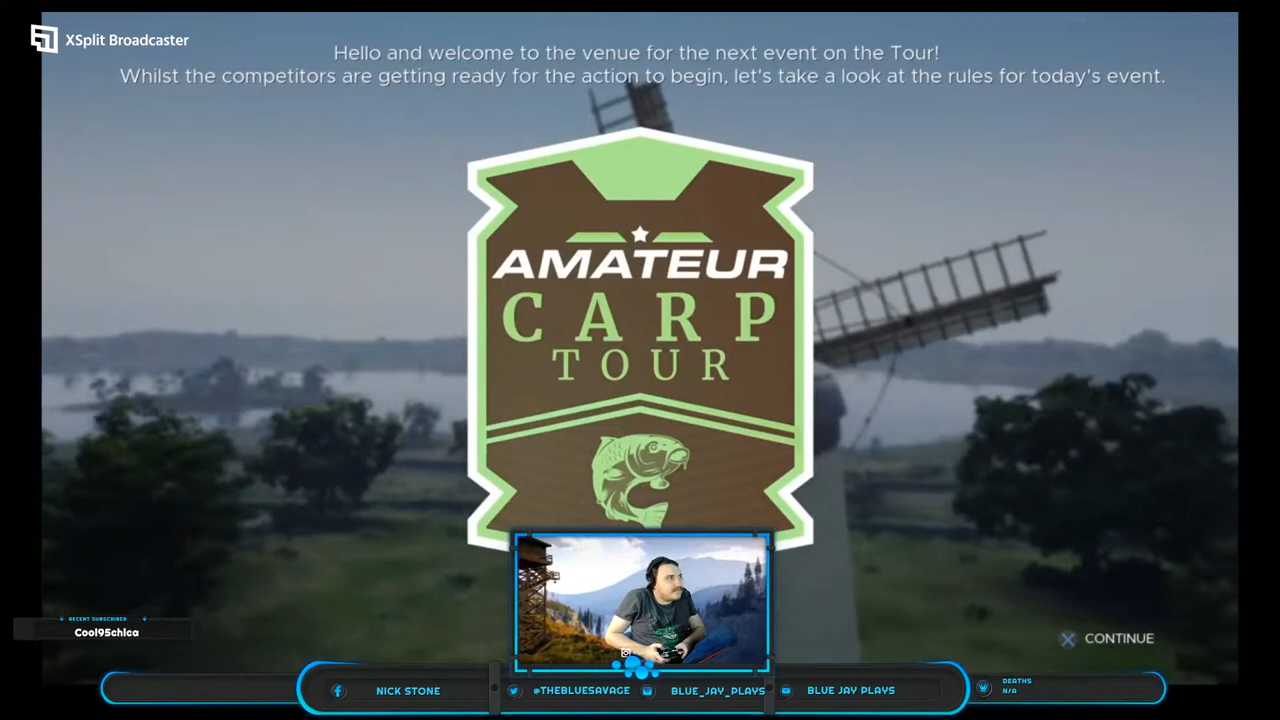 XSplit Broadcaster
Hello and welcome to the venue for the next event on the Tour!
Whilst the competitors are getting ready for the action to begin, let's take a look at the rules for today's event.
AMATEUR
CARP
TOUR
RECENT SUBSCRIBER
Cool95chica
CONTINUE
NICK STONE
@THEBLUESAVAGE
BLUE_JAY_PLAYS
BLUE JAY PLAYS
DEATHS
N/A